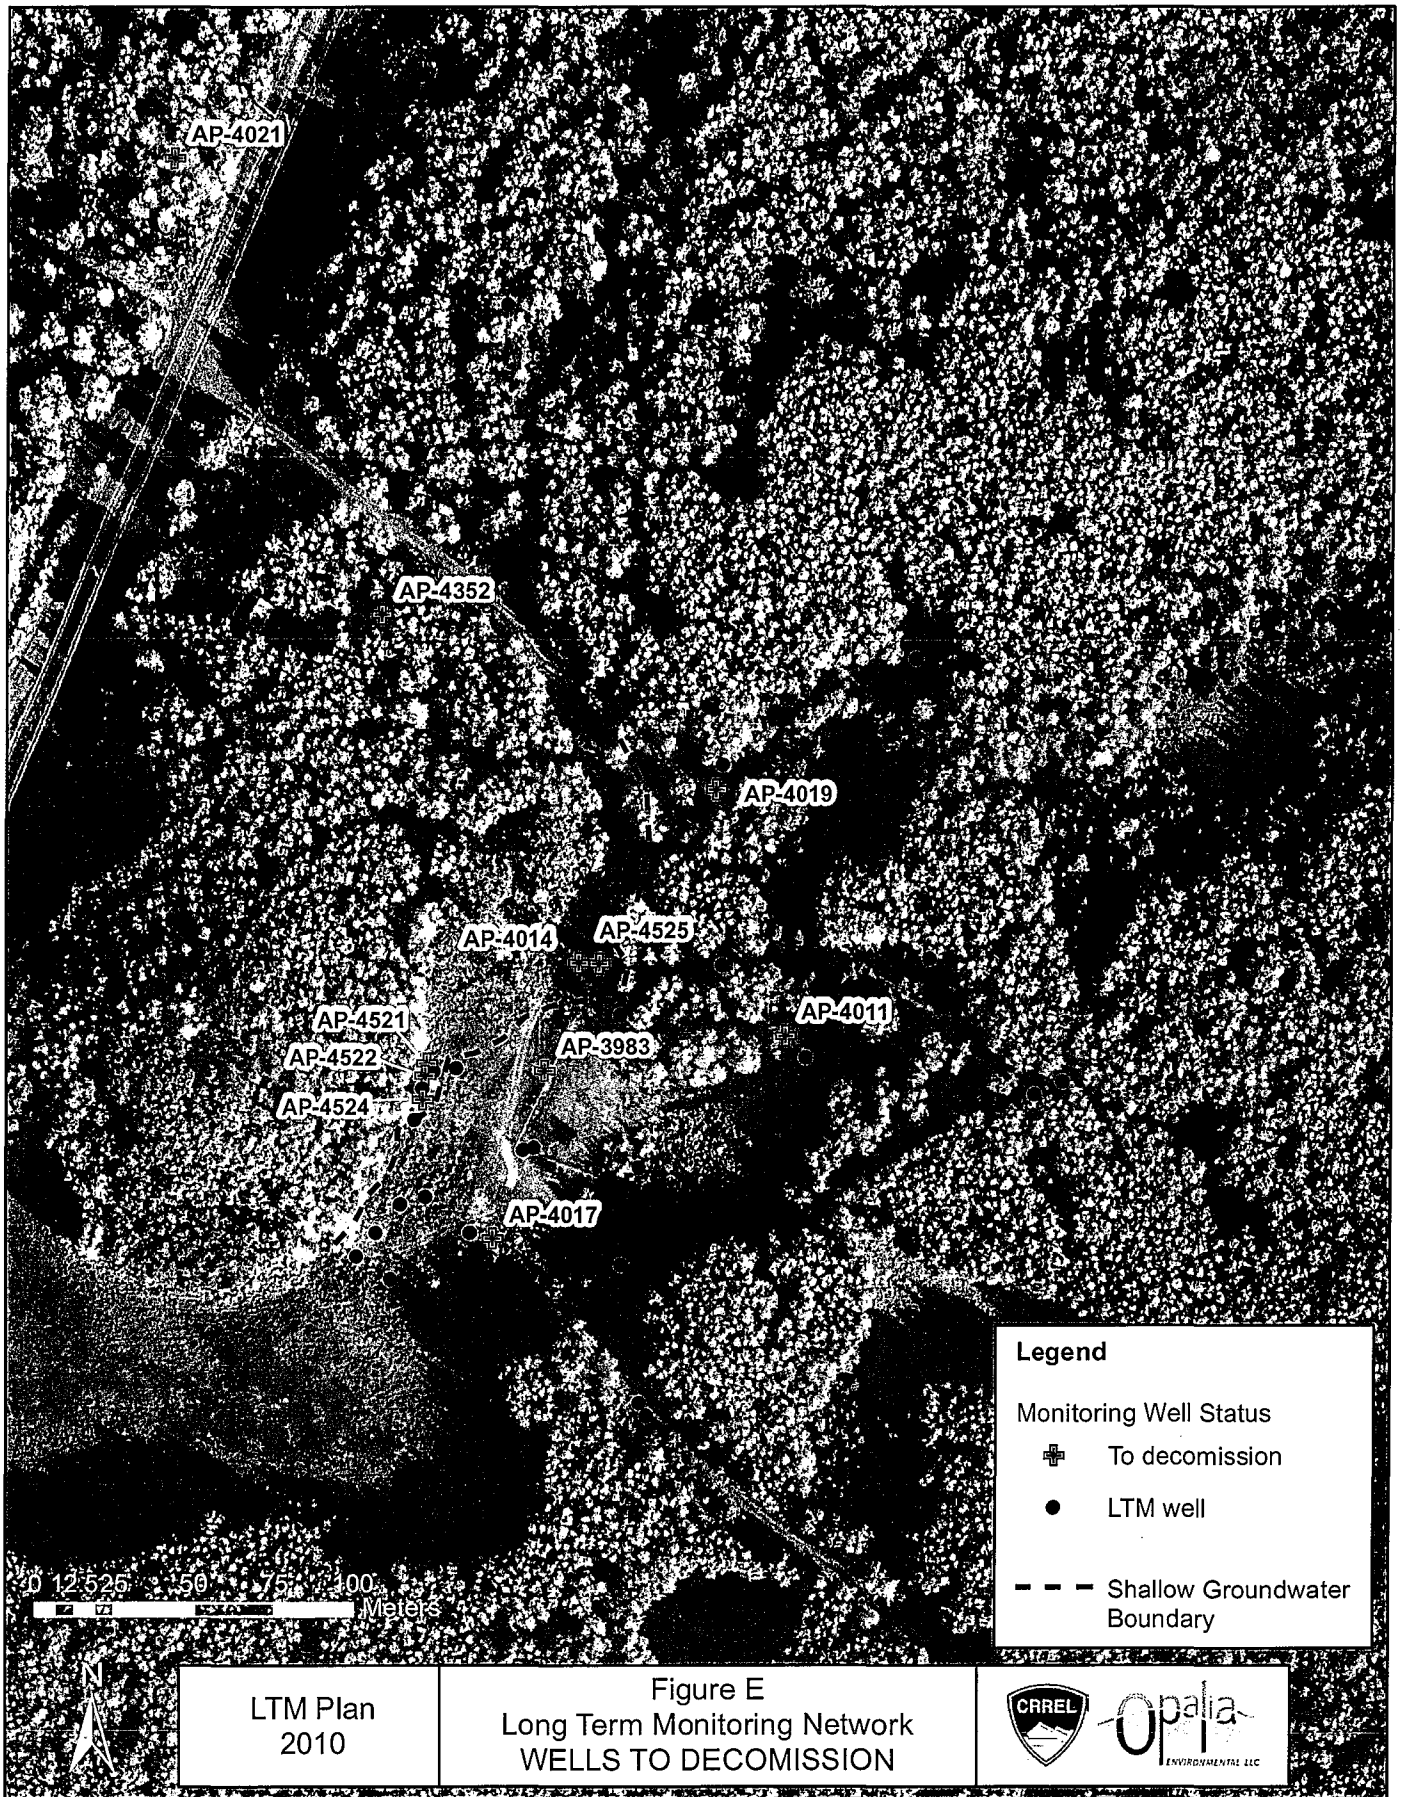 AP-4021
AP-4352
AP-4019
AP-4014
AP-4525
AP-4521
AP-4011
AP-4522
AP-3983
AP-4524
AP-4017
Legend
Monitoring Well Status
To decomission
LTM well
Shallow Groundwater
Boundary
0 12.525 50 75 100
Meters
N
LTM Plan
2010
Figure E
Long Term Monitoring Network
WELLS TO DECOMISSION
CRREL
Opalia
ENVIRONMENTAL LLC